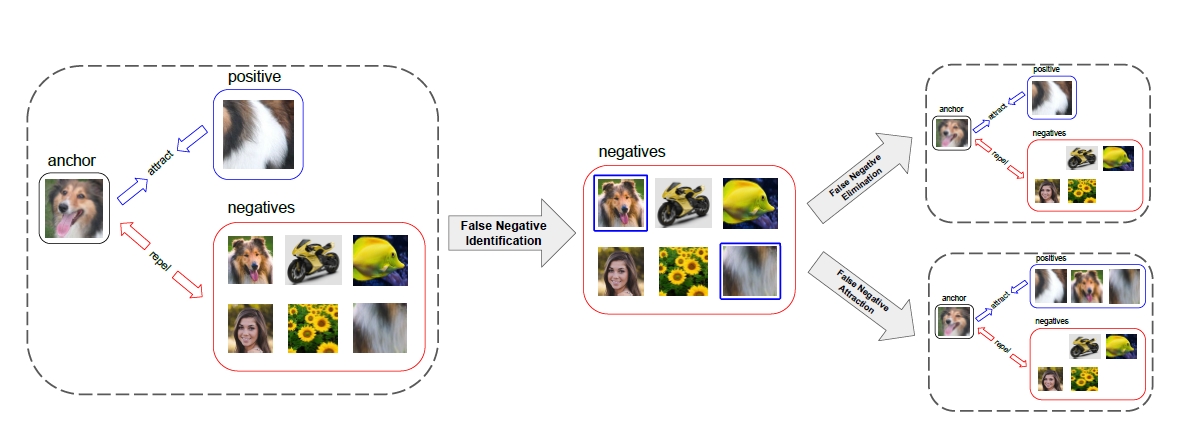 positive
anchor
attract
negatives
repel
False Negative
Identification
negatives
False Negative
Elimination
False Negative
Attraction
positive
anchor
attract
negatives
repel
positives
anchor
attract
negatives
repel